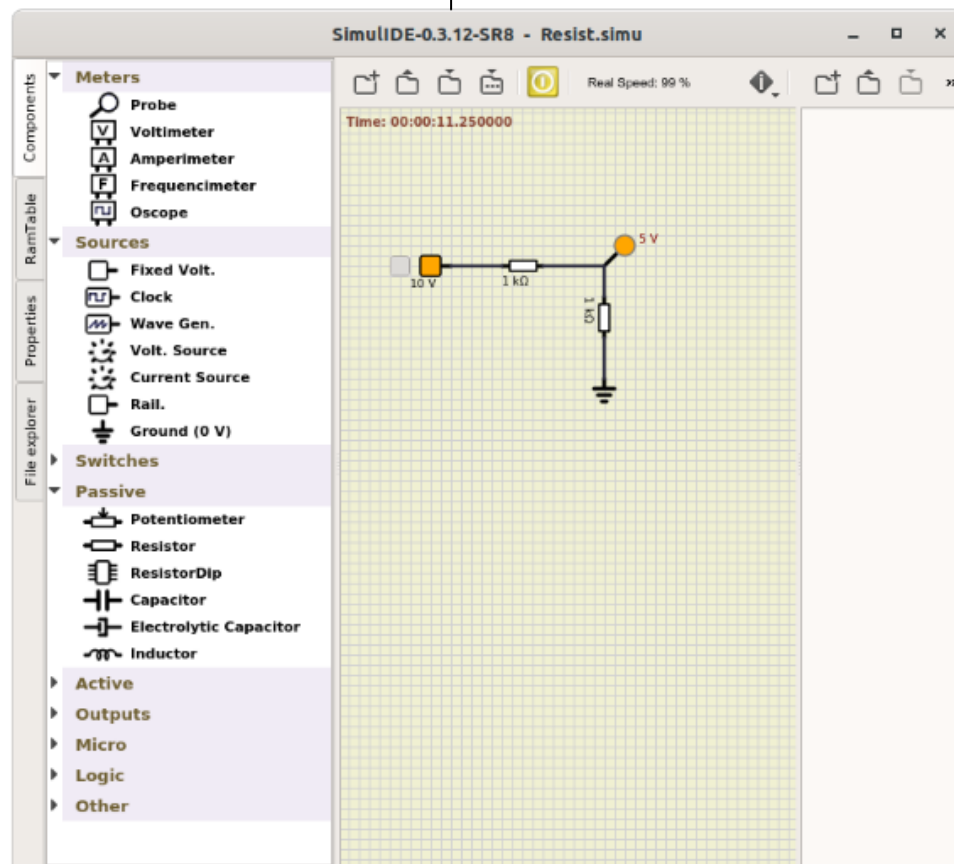 SimulIDE-0.3.12-SR8 - Resist.simu
Components
RamTable
Properties
File explorer
Meters
Probe
V Voltimeter
A Amperimeter
F Frequencimeter
Oscope
Sources
Fixed Volt.
Clock
Wave Gen.
Volt. Source
Current Source
Rail.
Ground (0 V)
Switches
Passive
Potentiometer
Resistor
ResistorDip
Capacitor
Electrolytic Capacitor
Inductor
Active
Outputs
Micro
Logic
Other
Real Speed: 99 %
»
Time: 00:00:11.250000
5 V
10 V
1 kΩ
1 kΩ